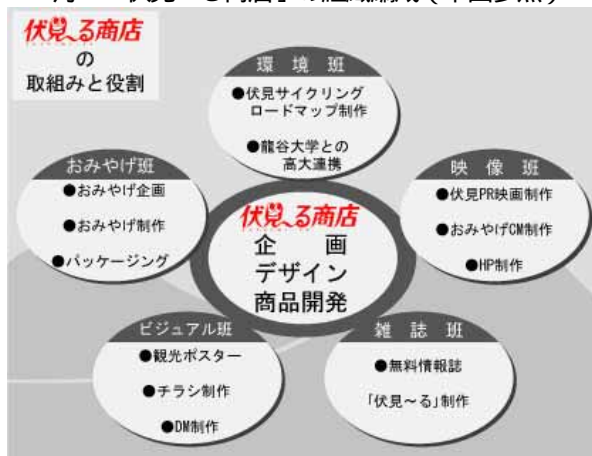 伏見〜る商店
の
取組みと役割
環境班
●伏見サイクリング
ロードマップ制作
●龍谷大学との
高大連携
おみやげ班
●おみやげ企画
●おみやげ制作
●パッケージング
映像班
●伏見PR映画制作
●おみやげCM制作
●HP制作
伏見〜る商店
企画
デザイン
商品開発
ビジュアル班
●観光ポスター
●チラシ制作
●DM制作
雑誌班
●無料情報誌
「伏見〜る」制作